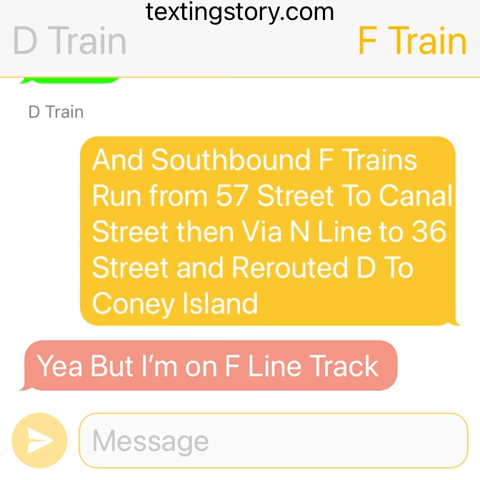 textingstory.com
D Train
F Train
D Train
And Southbound F Trains
Run from 57 Street To Canal
Street then Via N Line to 36
Street and Rerouted D To
Coney Island
Yea But I’m on F Line Track
Message